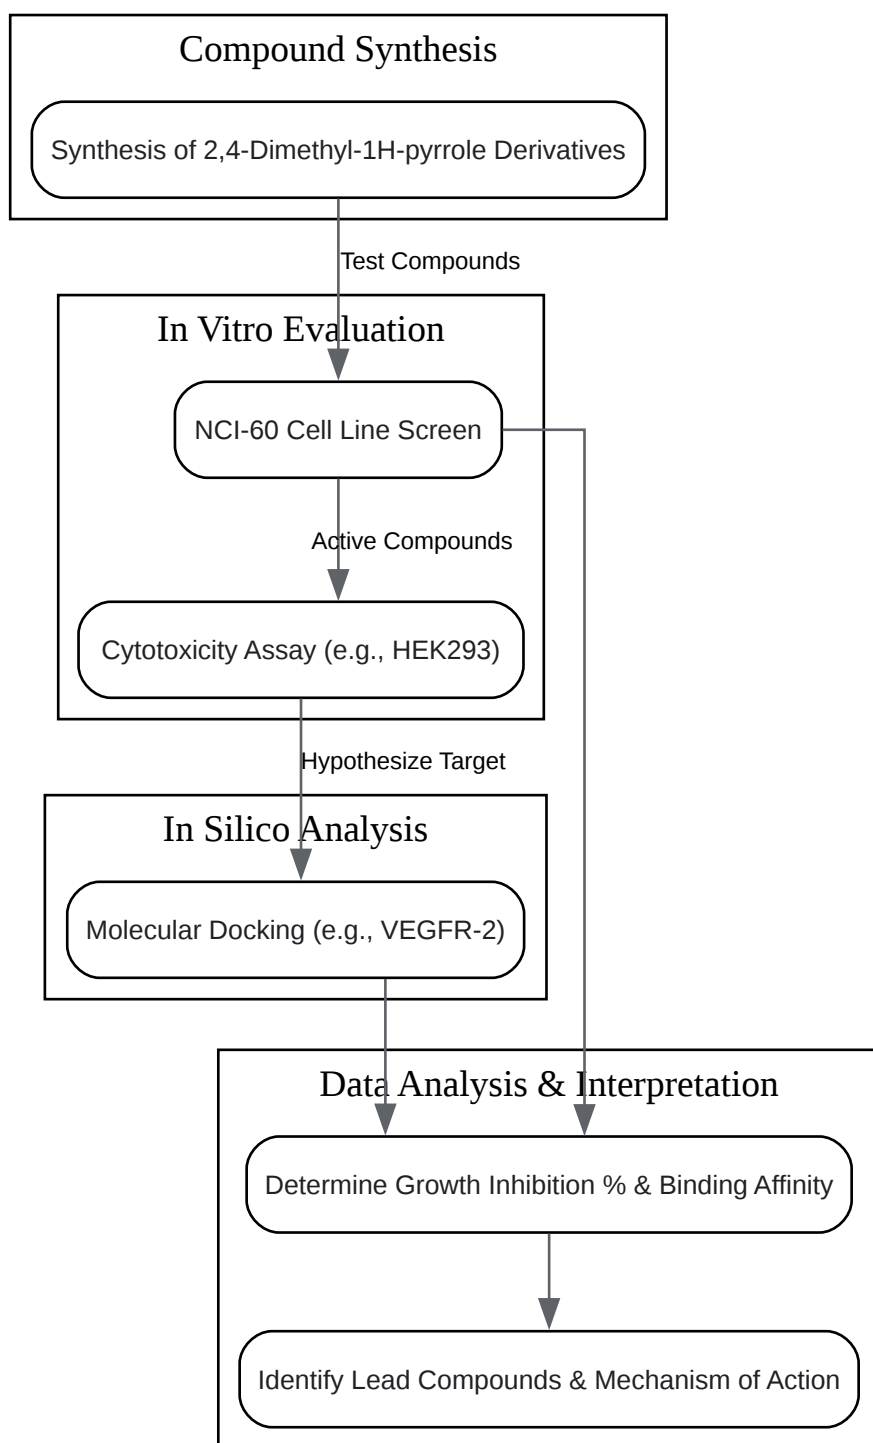 Compound Synthesis
Synthesis of 2,4-Dimethyl-1H-pyrrole Derivatives
Test Compounds
In Vitro Evaluation
NCI-60 Cell Line Screen
Active Compounds
Cytotoxicity Assay (e.g., HEK293)
Hypothesize Target
In Silico Analysis
Molecular Docking (e.g., VEGFR-2)
Data Analysis & Interpretation
Determine Growth Inhibition % & Binding Affinity
Identify Lead Compounds & Mechanism of Action